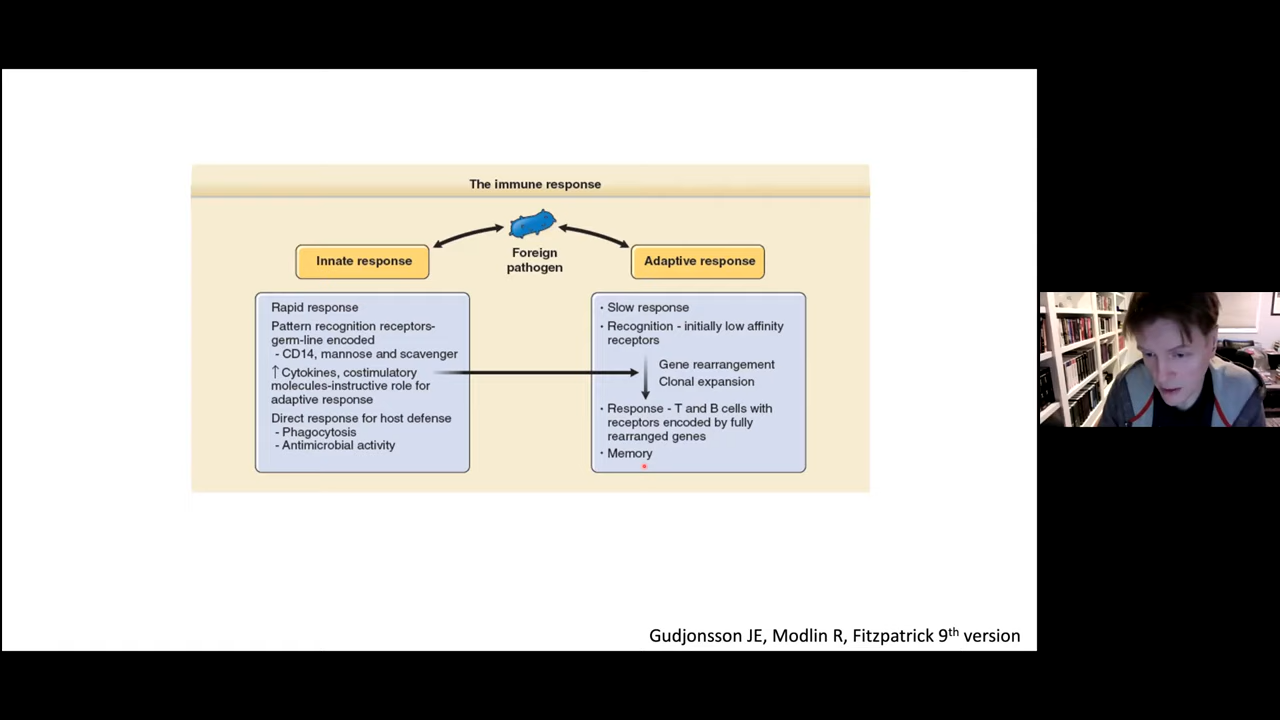 The immune response
Foreign
pathogen
Innate response
Adaptive response
Rapid response
Pattern recognition receptors-
germ-line encoded
- CD14, mannose and scavenger
↑ Cytokines, costimulatory
molecules-instructive role for
adaptive response
Direct response for host defense
- Phagocytosis
- Antimicrobial activity
· Slow response
· Recognition - initially low affinity
receptors
Gene rearrangement
Clonal expansion
· Response - T and B cells with
receptors encoded by fully
rearranged genes
· Memory
Gudjonsson JE, Modlin R, Fitzpatrick 9th version